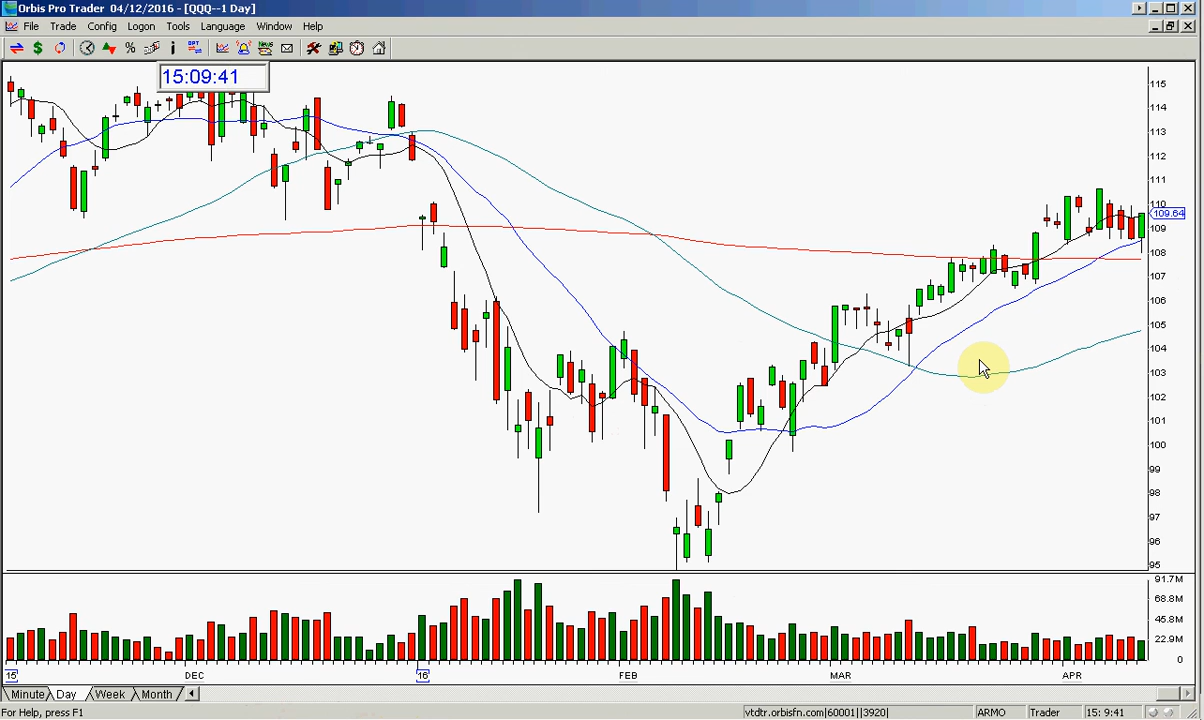 Orbis Pro Trader 04/12/2016 - [QQQ--1 Day]
File Trade Config Logon Tools Language Window Help
15:09:41
115
114
113
112
111
110
109.64
109
108
107
106
105
104
103
102
101
100
99
98
97
96
95
91.7M
68.8M
45.8M
22.9M
0
15 DEC 16 FEB MAR APR
Minute Day Week Month
For Help, press F1 vtdtr.orbisfn.com|60001||3920| ARMO Trader 15: 9:41